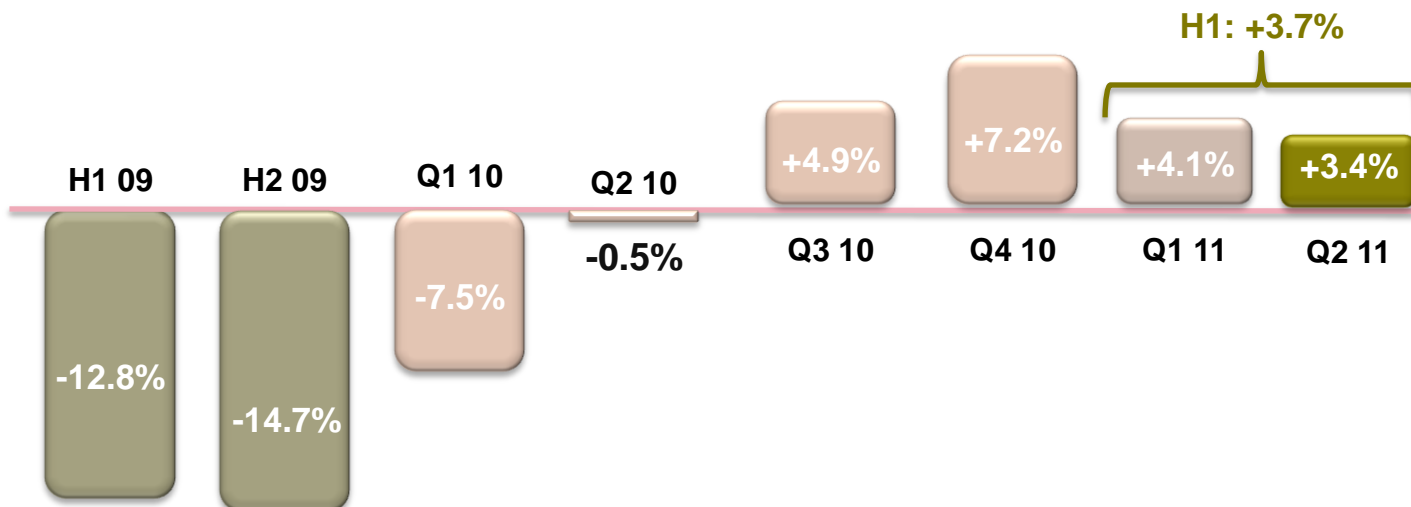 H1: +3.7%
H1 09
H2 09
Q1 10
Q2 10
+4.9%
+7.2%
+4.1%
+3.4%
-12.8%
-14.7%
-7.5%
-0.5%
Q3 10
Q4 10
Q1 11
Q2 11